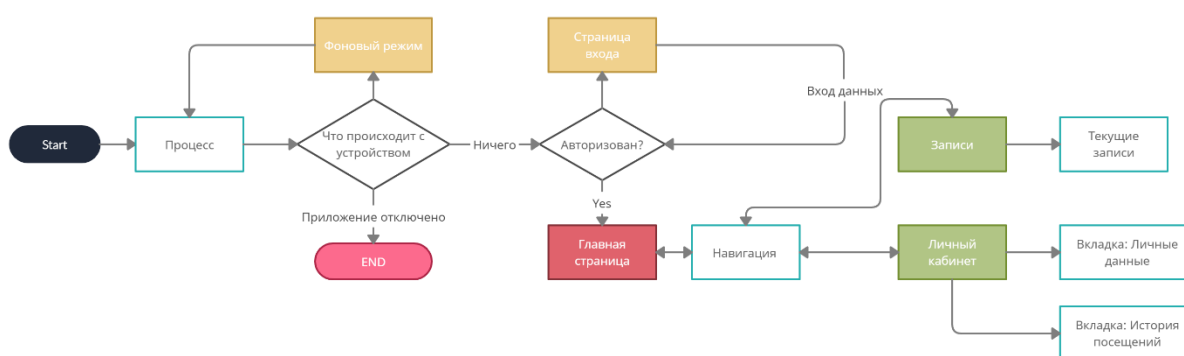 Фоновый режим
Страница
входа
Вход данных
Start
Процесс
Что происходит с
устройством
Ничего
Авторизован?
Записи
Текущие
записи
Приложение отключено
Yes
END
Главная
страница
Навигация
Личный
кабинет
Вкладка: Личные
данные
Вкладка: История
посещений